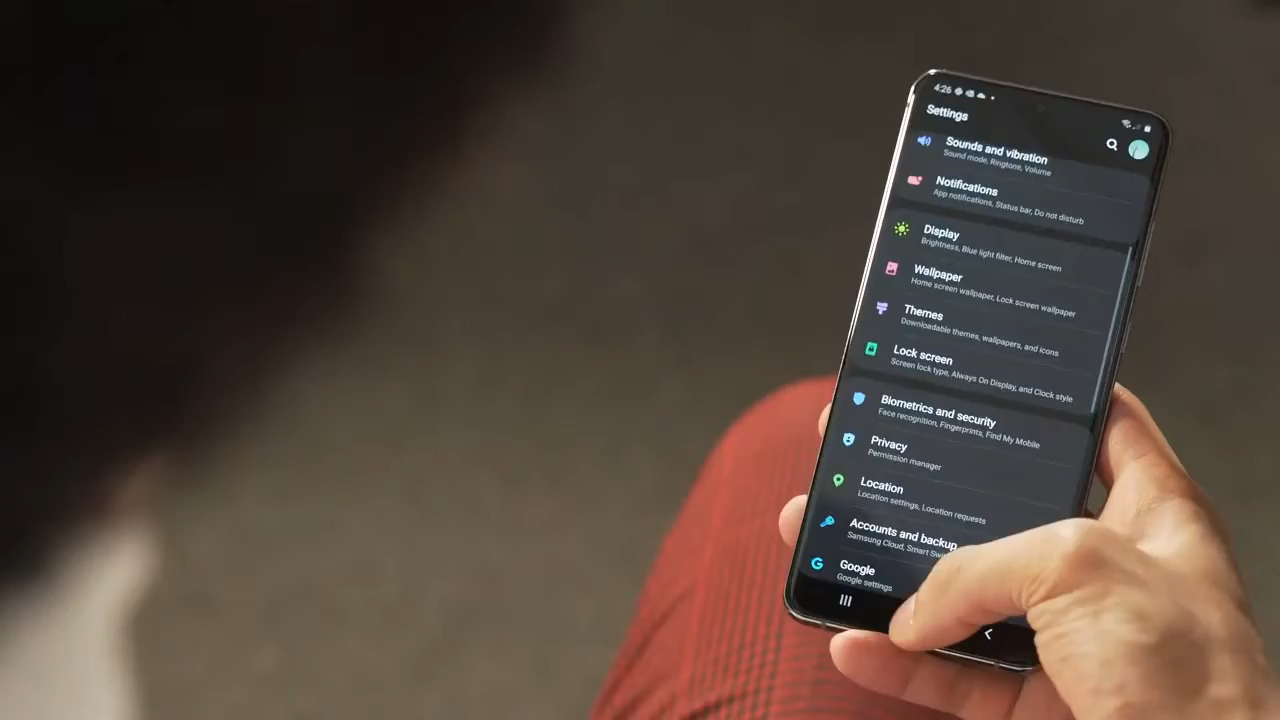 4:26
Settings
Sounds and vibration
Sound mode, Ringtone, Volume
Notifications
App notifications, Status bar, Do not disturb
Display
Brightness, Blue light filter, Home screen
Wallpaper
Home screen wallpaper, Lock screen wallpaper
Themes
Downloadable themes, wallpapers, and icons
Lock screen
Screen lock type, Always On Display, and Clock style
Biometrics and security
Face recognition, Fingerprints, Find My Mobile
Privacy
Permission manager
Location
Location settings, Location requests
Accounts and backup
Samsung Cloud, Smart
Google
Google settings